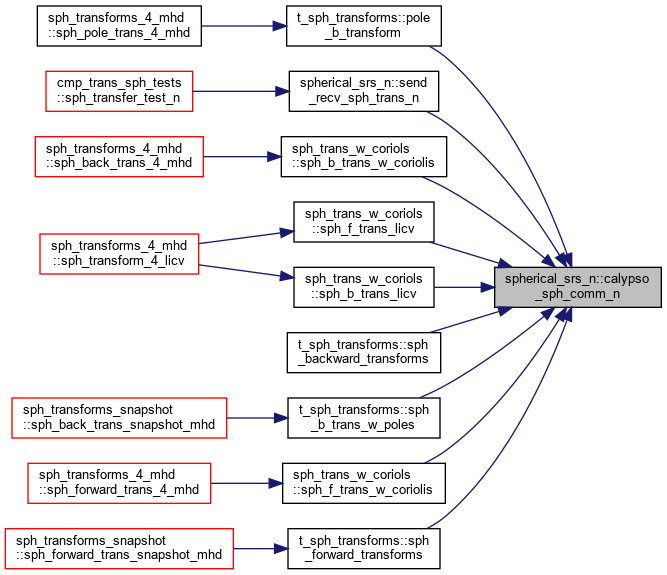 sph_transforms_4_mhd
::sph_pole_trans_4_mhd
t_sph_transforms::pole
_b_transform
cmp_trans_sph_tests
::sph_transfer_test_n
spherical_srs_n::send
_recv_sph_trans_n
sph_transforms_4_mhd
::sph_back_trans_4_mhd
sph_trans_w_coriols
::sph_b_trans_w_coriolis
sph_transforms_4_mhd
::sph_transform_4_licv
sph_trans_w_coriols
::sph_f_trans_licv
sph_trans_w_coriols
::sph_b_trans_licv
spherical_srs_n::calypso
_sph_comm_n
t_sph_transforms::sph
_backward_transforms
sph_transforms_snapshot
::sph_back_trans_snapshot_mhd
t_sph_transforms::sph
_b_trans_w_poles
sph_transforms_4_mhd
::sph_forward_trans_4_mhd
sph_trans_w_coriols
::sph_f_trans_w_coriolis
sph_transforms_snapshot
::sph_forward_trans_snapshot_mhd
t_sph_transforms::sph
_forward_transforms